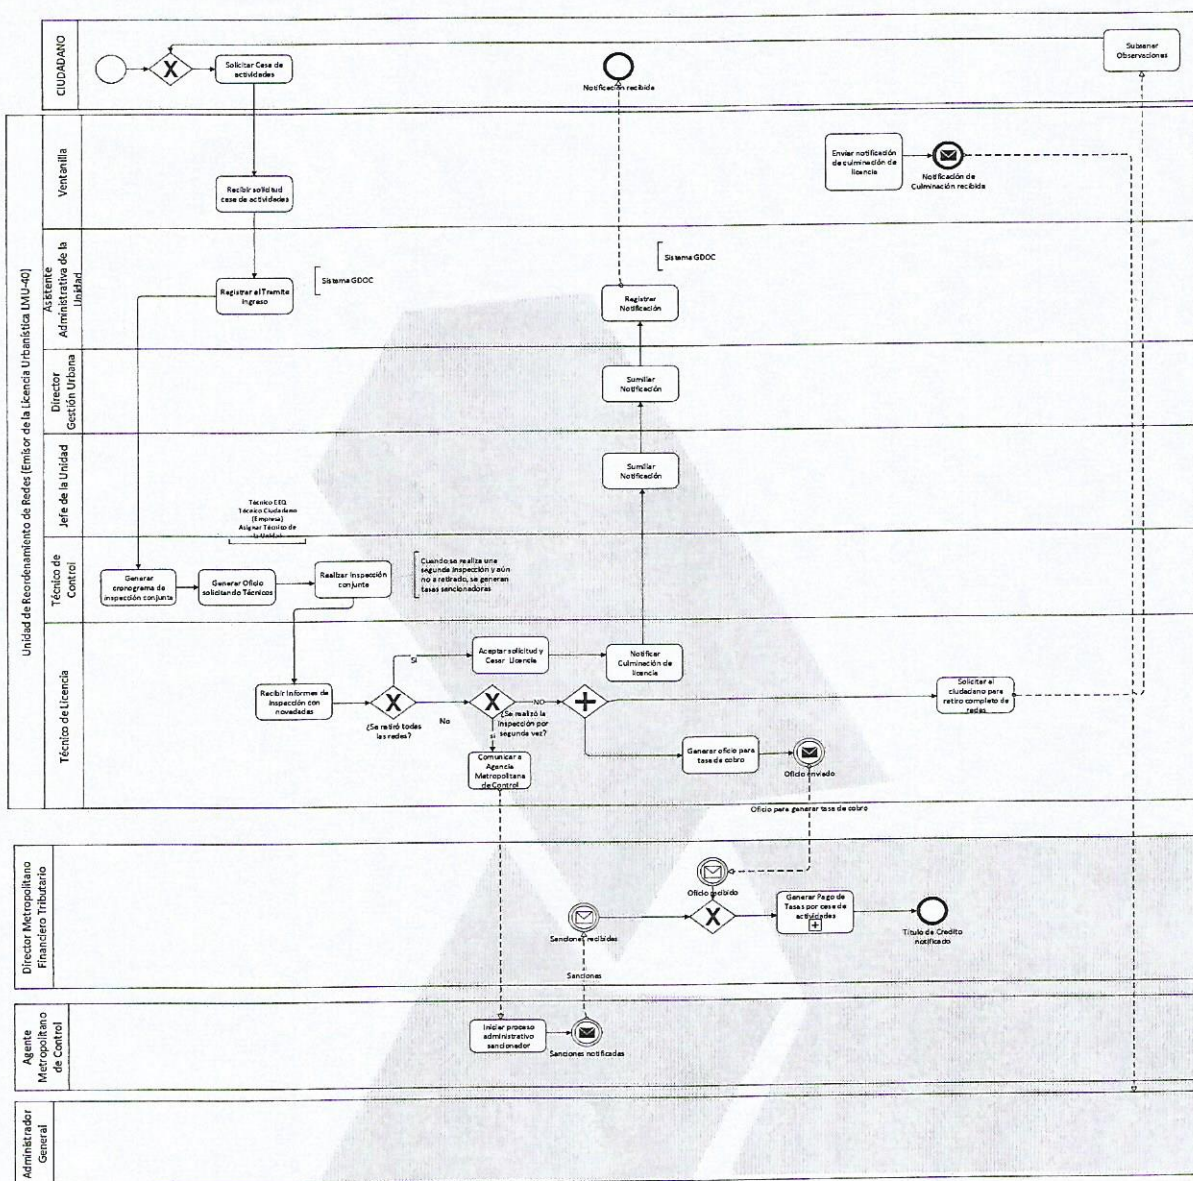 CIUDADANO
X
Solicitar Cese de
actividades
Notificación recibida
Subsanar
Observaciones
Unidad de Reordenamiento de Redes (Emisor de la Licencia Urbanística LMU-40)
Ventanilla
Recibir solicitud
cese de actividades
Enviar notificación
de culminación de
licencia
Notificación de
Culminación recibida
Asistente
Administrativa de la
Unidad
Registrar el Tramite
Ingreso
Sistema GDOC
Registrar
Notificación
Sistema GDOC
Director
Gestión Urbana
Sumillar
Notificación
Jefe de la Unidad
Sumillar
Notificación
Técnico de
Control
Técnico EEQ
Técnico Ciudadano
(Empresa)
Asignar Técnico de
la Unidad
Generar
cronograma de
inspección conjunta
Generar Oficio
solicitando Técnicos
Realizar inspección
conjunta
Cuando se realiza una
segunda inspección y aún
no a retirado, se generan
tasas sancionadoras
Técnico de Licencia
Recibir Informes de
inspección con
novedades
X
¿Se retiró todas
las redes?
Si
No
Aceptar solicitud y
Cesar Licencia
Notificar
Culminación de
licencia
X
¿Se realizó la
inspección por
segunda vez?
NO
si
Comunicar a
Agencia
Metropolitana
de Control
Solicitar al
ciudadano para
retiro completo de
redes
Generar oficio para
tasa de cobro
Oficio enviado
Oficio para generar tasa de cobro
Director Metropolitano
Financiero Tributario
Oficio recibido
Sanciones recibidas
X
Generar Pago de
Tasas por cese de
actividades
Titulo de Credito
notificado
Sanciones
Agente
Metropolitano
de Control
Iniciar proceso
administrativo
sancionador
Sanciones notificadas
Administrador
General